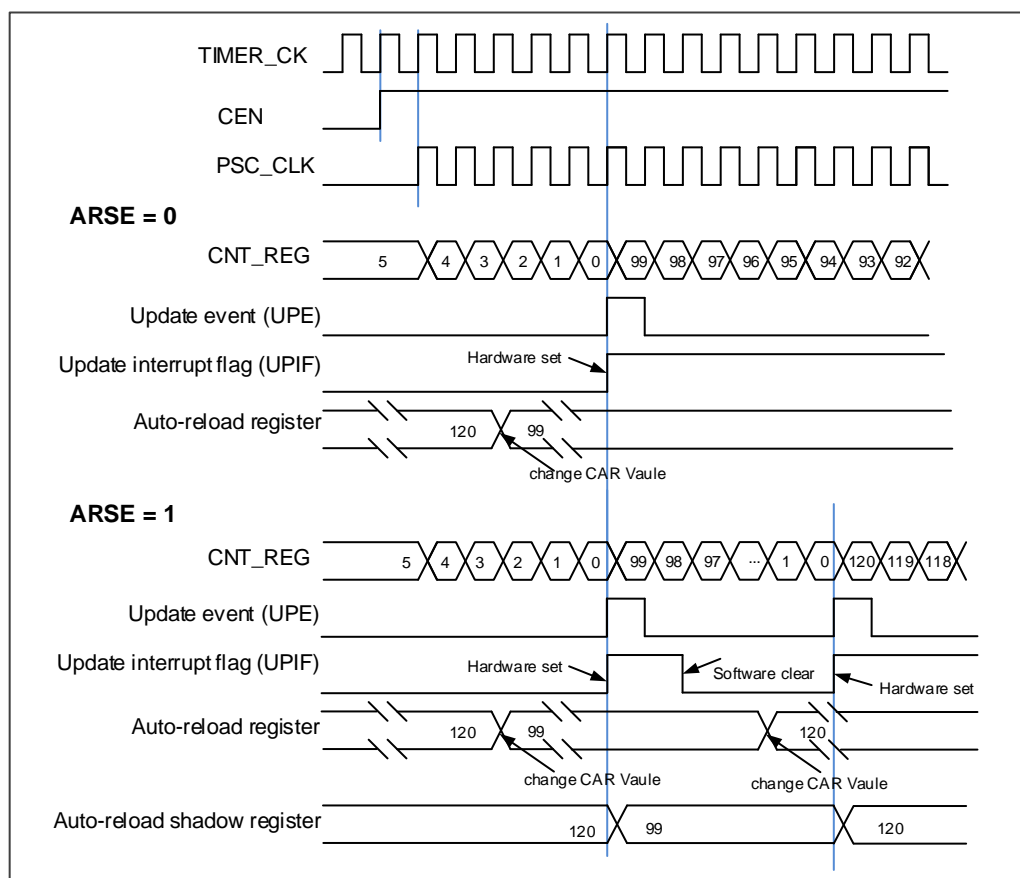 TIMER_CK
CEN
PSC_CLK
ARSE = 0
CNT_REG 5 4 3 2 1 0 99 98 97 96 95 94 93 92
Update event (UPE)
Update interrupt flag (UPIF) Hardware set
Auto-reload register 120 99
change CAR Vaule
ARSE = 1
CNT_REG 5 4 3 2 1 0 99 98 97 ... 1 0 120 119 118
Update event (UPE)
Update interrupt flag (UPIF) Hardware set Software clear Hardware set
Auto-reload register 120 99 120
change CAR Vaule change CAR Vaule
Auto-reload shadow register 120 99 120